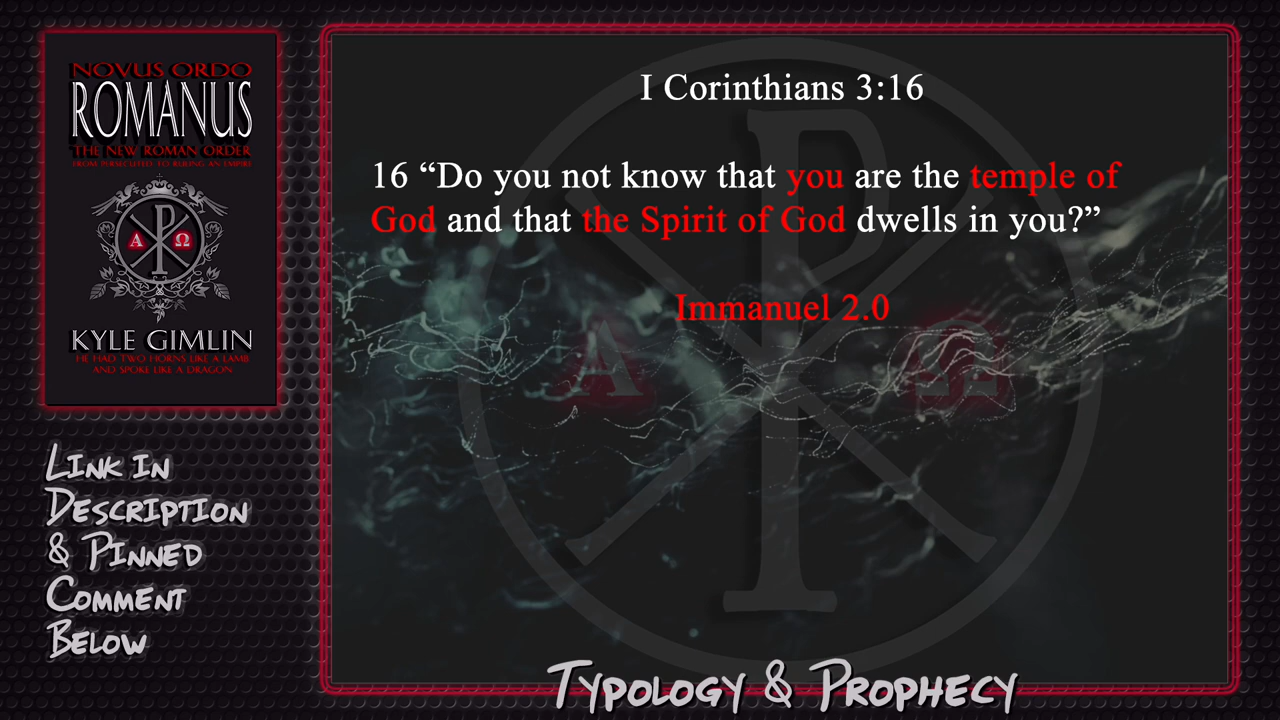 NOVUS ORDO
ROMANUS
THE NEW ROMAN ORDER
FROM PERSECUTED TO RULING AN EMPIRE
Α Ω
KYLE GIMLIN
HE HAD TWO HORNS LIKE A LAMB
AND SPOKE LIKE A DRAGON
LINK IN
DESCRIPTION
& PINNED
COMMENT
BELOW
I Corinthians 3:16
16 “Do you not know that you are the temple of
God and that the Spirit of God dwells in you?”
Immanuel 2.0
Α Ω
TYPOLOGY & PROPHECY